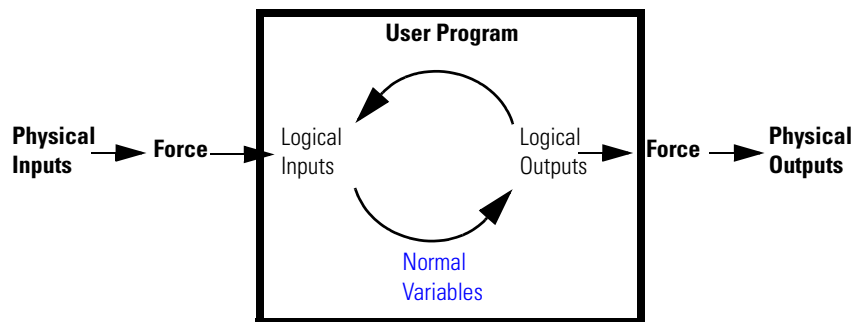 User Program
Physical
Inputs
Force
Logical
Inputs
Logical
Outputs
Force
Physical
Outputs
Normal
Variables